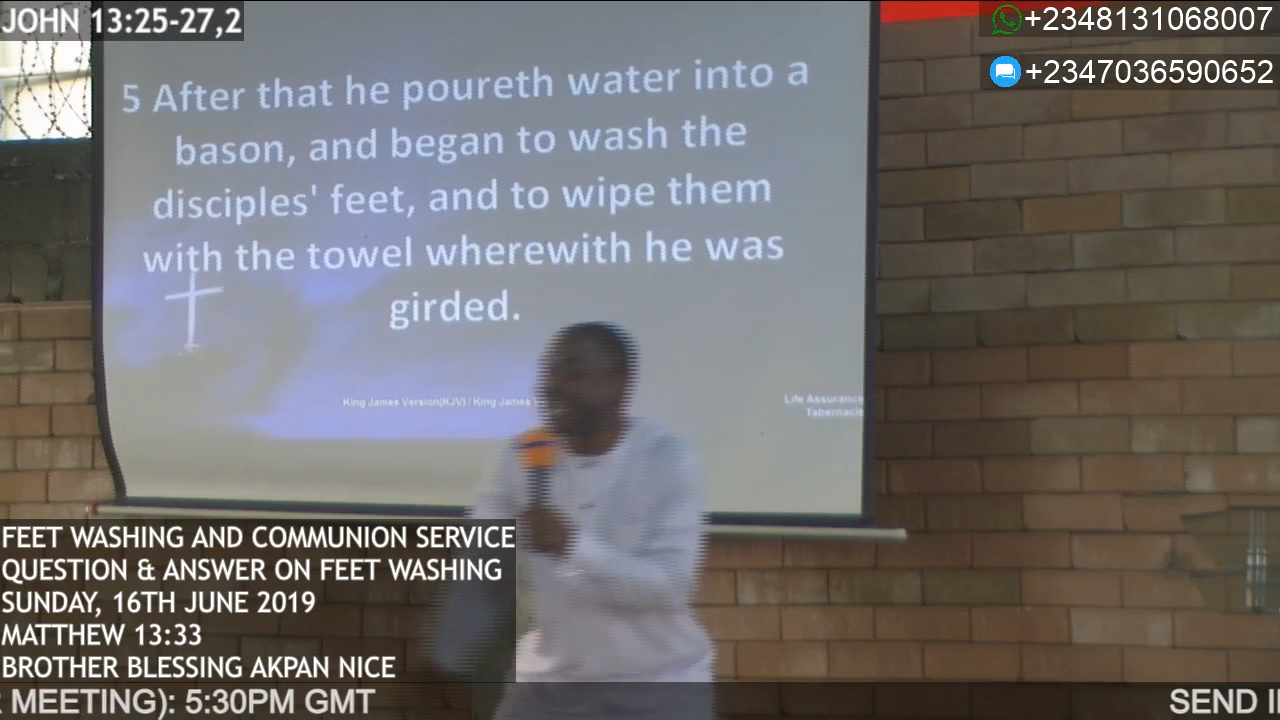 JOHN 13:25-27,2
+2348131068007
+2347036590652
5 After that he poureth water into a
bason, and began to wash the
disciples' feet, and to wipe them
with the towel wherewith he was
girded.
King James Version(KJV) / King James
Life Assurance
Tabernacle
FEET WASHING AND COMMUNION SERVICE
QUESTION & ANSWER ON FEET WASHING
SUNDAY, 16TH JUNE 2019
MATTHEW 13:33
BROTHER BLESSING AKPAN NICE
MEETING): 5:30PM GMT
SEND